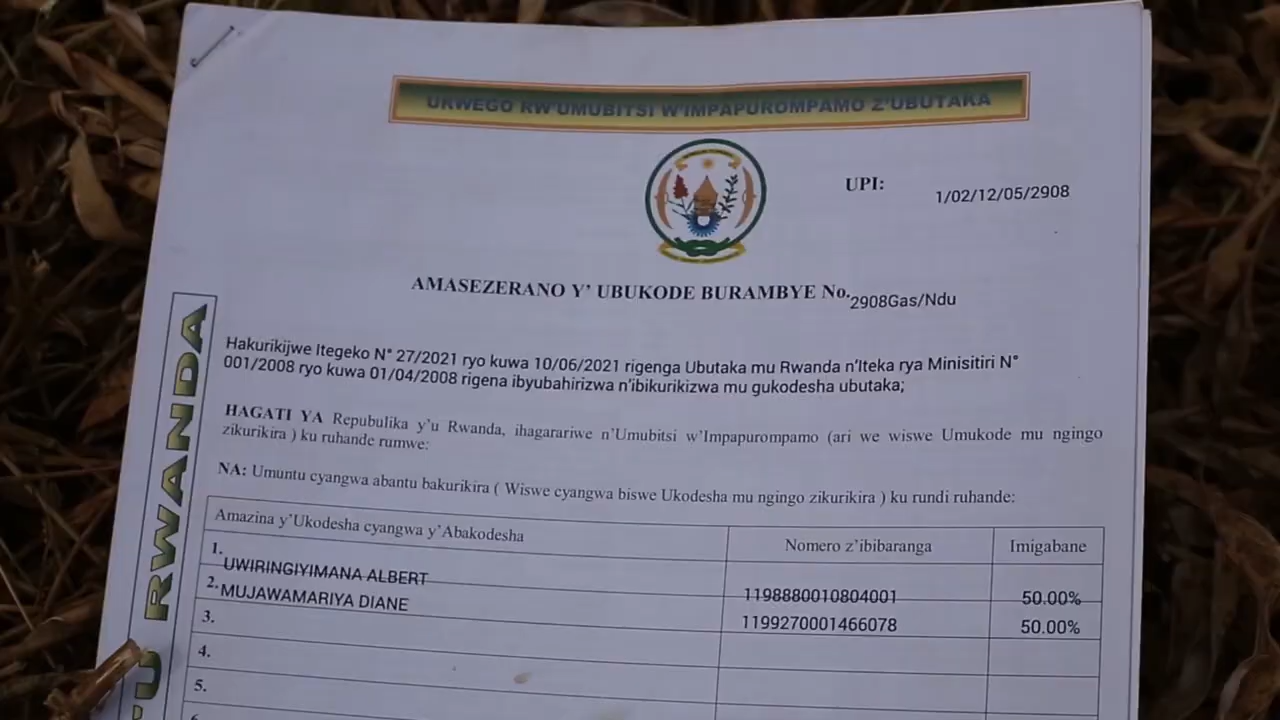 URWEGO RW'UMUBITSI W'IMPAPUROMPAMO Z'UBUTAKA
UPI: 1/02/12/05/2908
AMASEZERANO Y' UBUKODE BURAMBYE No. 2908Gas/Ndu
Hakurikijwe Itegeko N° 27/2021 ryo kuwa 10/06/2021 rigenga Ubutaka mu Rwanda n'Iteka rya Minisitiri N°
001/2008 ryo kuwa 01/04/2008 rigena ibyubahirizwa n'ibikurikizwa mu gukodesha ubutaka;
HAGATI YA Repubulika y'u Rwanda, ihagarariwe n'Umubitsi w'Impapurompamo (ari we wiswe Umukode mu ngingo
zikurikira ) ku ruhande rumwe:
NA: Umuntu cyangwa abantu bakurikira ( Wiswe cyangwa biswe Ukodesha mu ngingo zikurikira ) ku rundi ruhande:
Amazina y'Ukodesha cyangwa y'Abakodesha Nomero z'ibibaranga Imigabane
1. UWIRINGIYIMANA ALBERT 1198880010804001 50.00%
2. MUJAWAMARIYA DIANE 1199270001466078 50.00%
3.
4.
5.
'U RWANDA